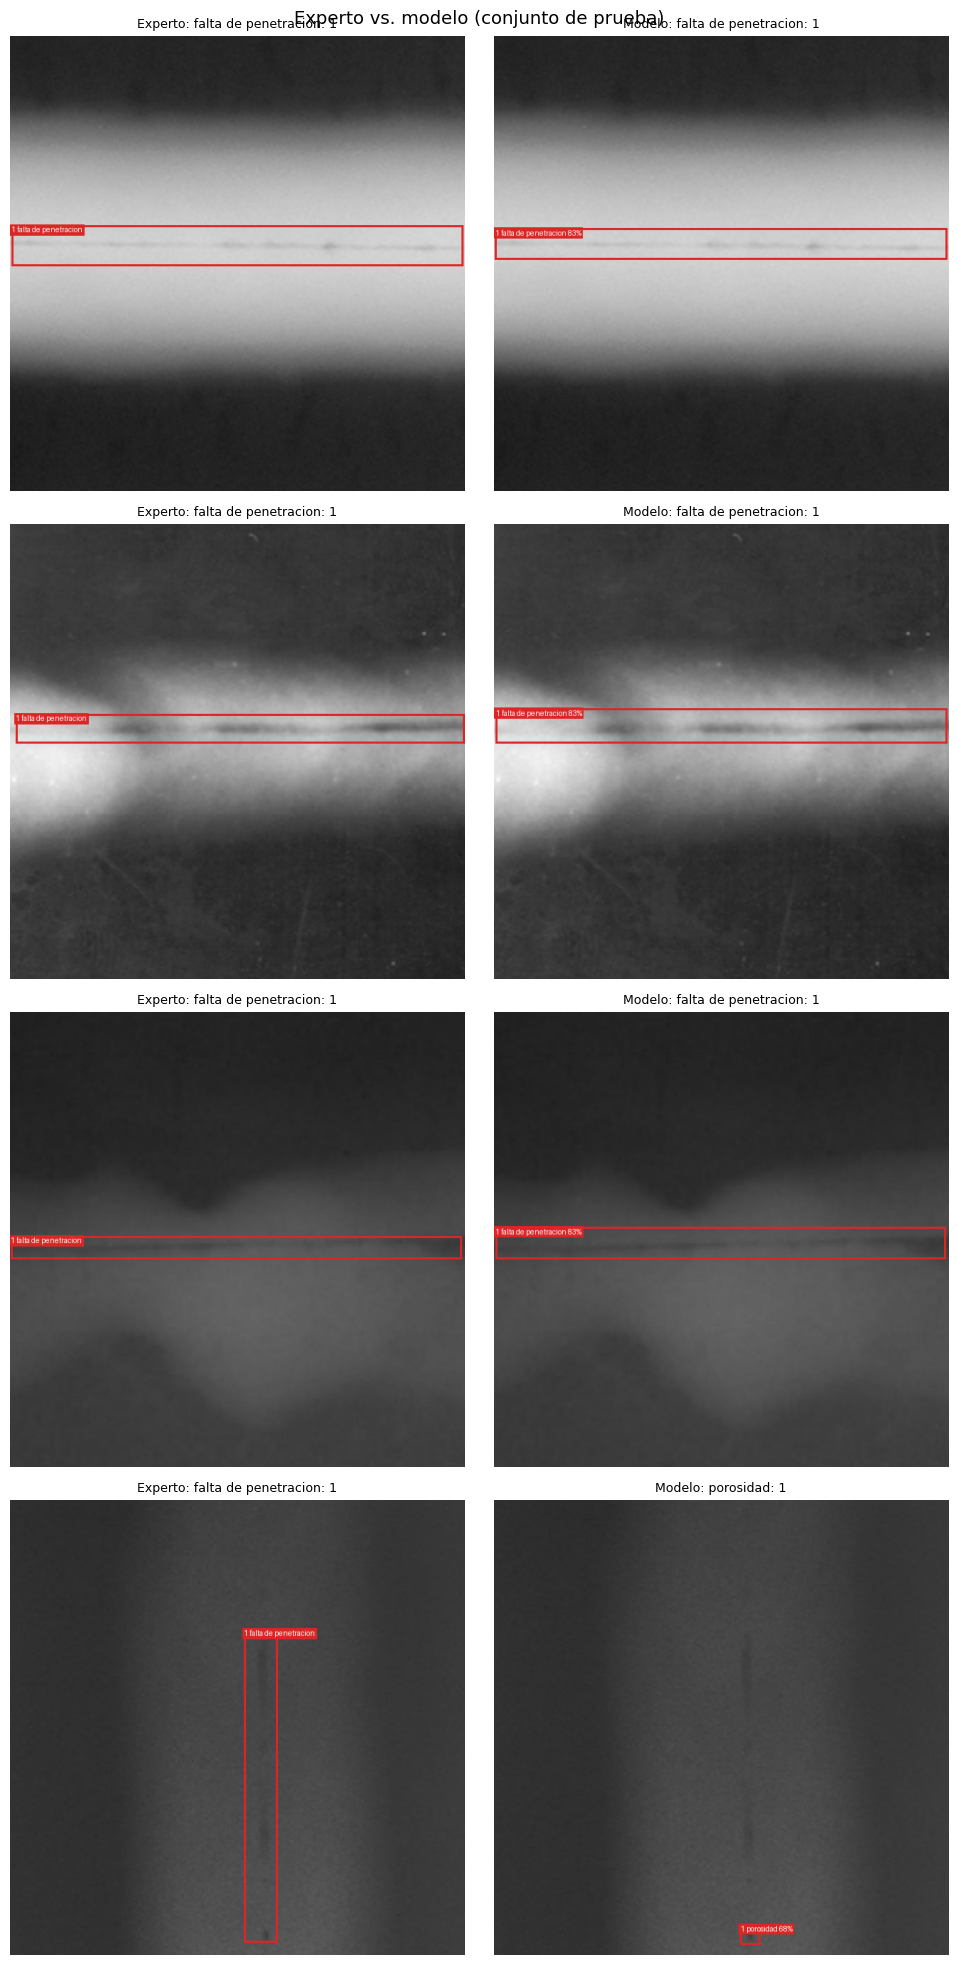 Experto vs. modelo (conjunto de prueba)
Experto: falta de penetracion: 1
Modelo: falta de penetracion: 1
1 falta de penetracion
1 falta de penetracion 83%
Experto: falta de penetracion: 1
Modelo: falta de penetracion: 1
1 falta de penetracion
1 falta de penetracion 83%
Experto: falta de penetracion: 1
Modelo: falta de penetracion: 1
1 falta de penetracion
1 falta de penetracion 83%
Experto: falta de penetracion: 1
Modelo: porosidad: 1
1 falta de penetracion
1 porosidad 68%